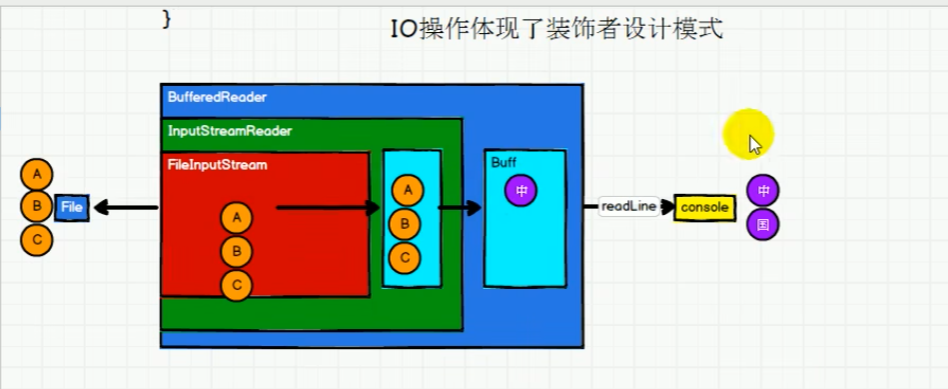 }
IO操作体现了装饰者设计模式
BufferedReader
InputStreamReader
FileInputStream
Buff
A
B
C
File
A
B
C
A
B
C
中
readLine
console
中
国